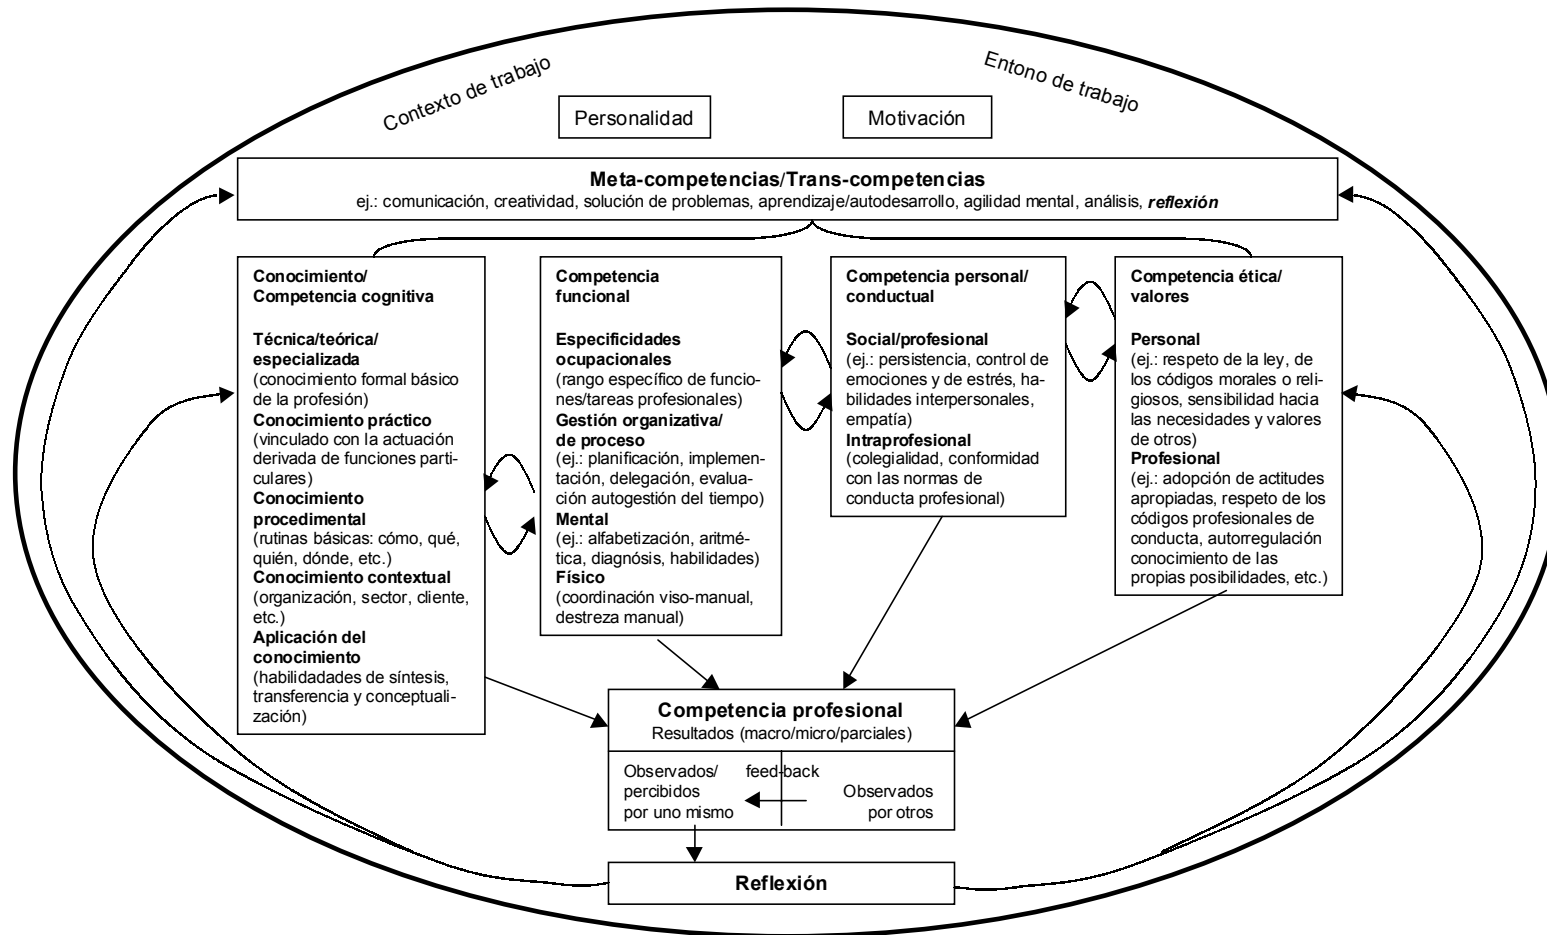 Contexto de trabajo
Entono de trabajo
Personalidad
Motivación
Meta-competencias/Trans-competencias
ej.: comunicación, creatividad, solución de problemas, aprendizaje/autodesarrollo, agilidad mental, análisis, reflexión
Conocimiento/
Competencia cognitiva
Técnica/teórica/
especializada
(conocimiento formal básico
de la profesión)
Conocimiento práctico
(vinculado con la actuación
derivada de funciones parti-
culares)
Conocimiento
procedimental
(rutinas básicas: cómo, qué,
quién, dónde, etc.)
Conocimiento contextual
(organización, sector, cliente,
etc.)
Aplicación del
conocimiento
(habilidadades de síntesis,
transferencia y conceptuali-
zación)
Competencia
funcional
Especificidades
ocupacionales
(rango específico de funcio-
nes/tareas profesionales)
Gestión organizativa/
de proceso
(ej.: planificación, implemen-
tación, delegación, evalua-
ción autogestión del tiempo)
Mental
(ej.: alfabetización, aritmé-
tica, diagnósis, habilidades)
Físico
(coordinación viso-manual,
destreza manual)
Competencia personal/
conductual
Social/profesional
(ej.: persistencia, control de
emociones y de estrés, ha-
bilidades interpersonales,
empatía)
Intraprofesional
(colegialidad, conformidad
con las normas de
conducta profesional)
Competencia ética/
valores
Personal
(ej.: respeto de la ley, de
los códigos morales o reli-
giosos, sensibilidad hacia
las necesidades y valores
de otros)
Profesional
(ej.: adopción de actitudes
apropiadas, respeto de los
códigos profesionales de
conducta, autorregulación
conocimiento de las
propias posibilidades, etc.)
Competencia profesional
Resultados (macro/micro/parciales)
Observados/
percibidos
por uno mismo
feed-back
Observados
por otros
Reflexión